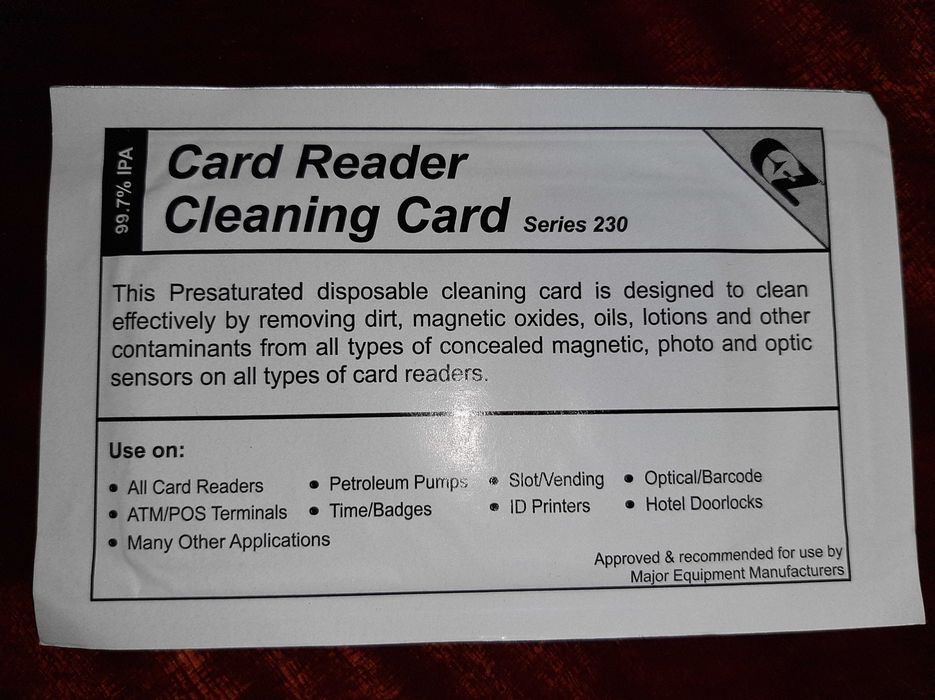 99.7% IPA
Card Reader
Cleaning Card Series 230
This Presaturated disposable cleaning card is designed to clean
effectively by removing dirt, magnetic oxides, oils, lotions and other
contaminants from all types of concealed magnetic, photo and optic
sensors on all types of card readers.
Use on:
• All Card Readers • Petroleum Pumps • Slot/Vending • Optical/Barcode
• ATM/POS Terminals • Time/Badges • ID Printers • Hotel Doorlocks
• Many Other Applications
Approved & recommended for use by
Major Equipment Manufacturers